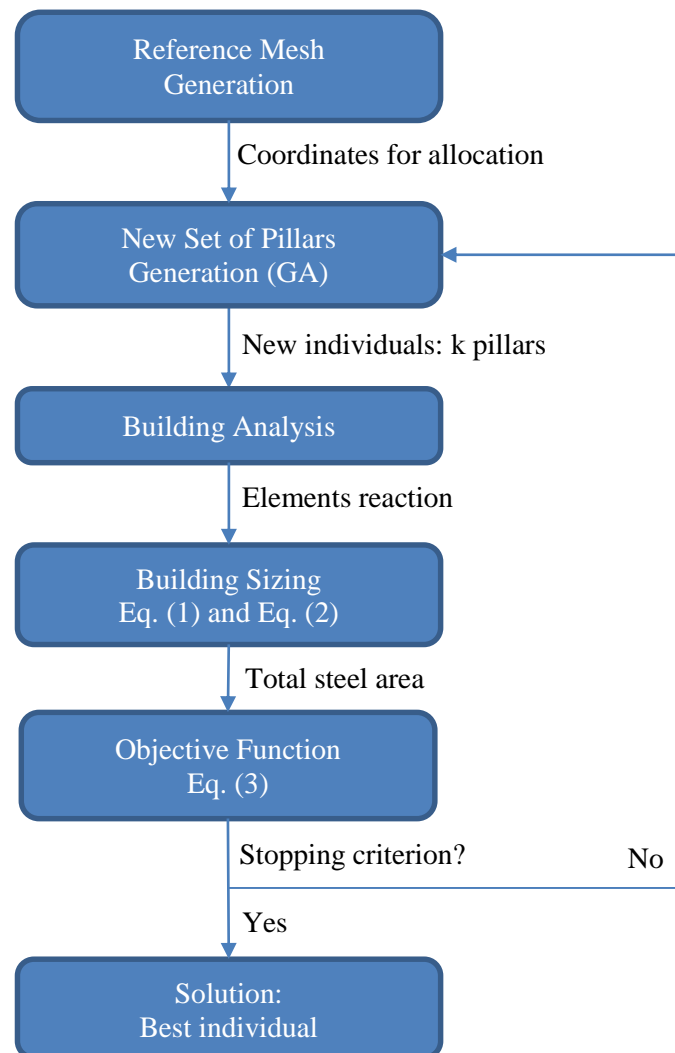 Reference Mesh
Generation
Coordinates for allocation
New Set of Pillars
Generation (GA)
New individuals: k pillars
Building Analysis
Elements reaction
Building Sizing
Eq. (1) and Eq. (2)
Total steel area
Objective Function
Eq. (3)
Stopping criterion?
No
Yes
Solution:
Best individual